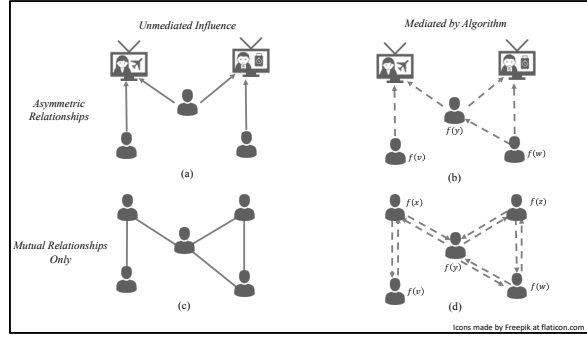 Unmediated Influence
Mediated by Algorithm
Asymmetric
Relationships
f(y)
f(v)
f(w)
(a)
(b)
f(x)
f(z)
Mutual Relationships
Only
f(y)
f(v)
f(w)
(c)
(d)
Icons made by Freepik at flaticon.com